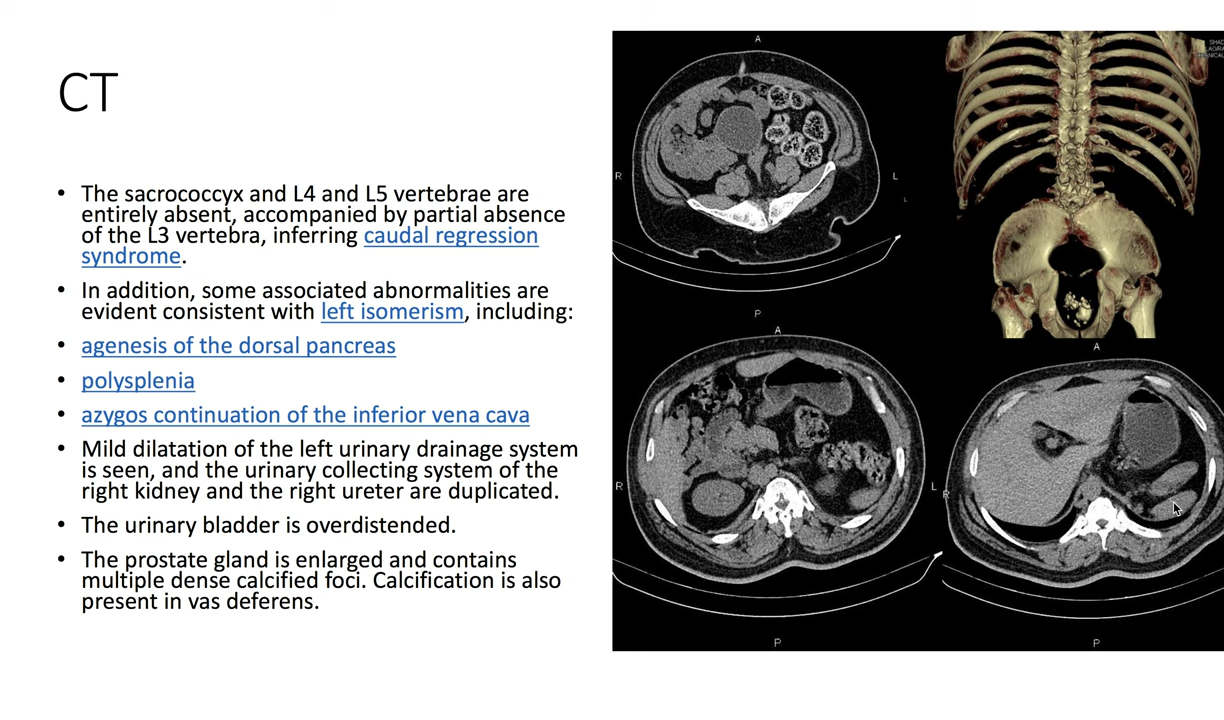 CT
• The sacrococcyx and L4 and L5 vertebrae are
entirely absent, accompanied by partial absence
of the L3 vertebra, inferring caudal regression
syndrome.
• In addition, some associated abnormalities are
evident consistent with left isomerism, including:
• agenesis of the dorsal pancreas
• polysplenia
• azygos continuation of the inferior vena cava
• Mild dilatation of the left urinary drainage system
is seen, and the urinary collecting system of the
right kidney and the right ureter are duplicated.
• The urinary bladder is overdistended.
• The prostate gland is enlarged and contains
multiple dense calcified foci. Calcification is also
present in vas deferens.
A
R
L
L
P
SHAD
A
R
L
P
A
R
P